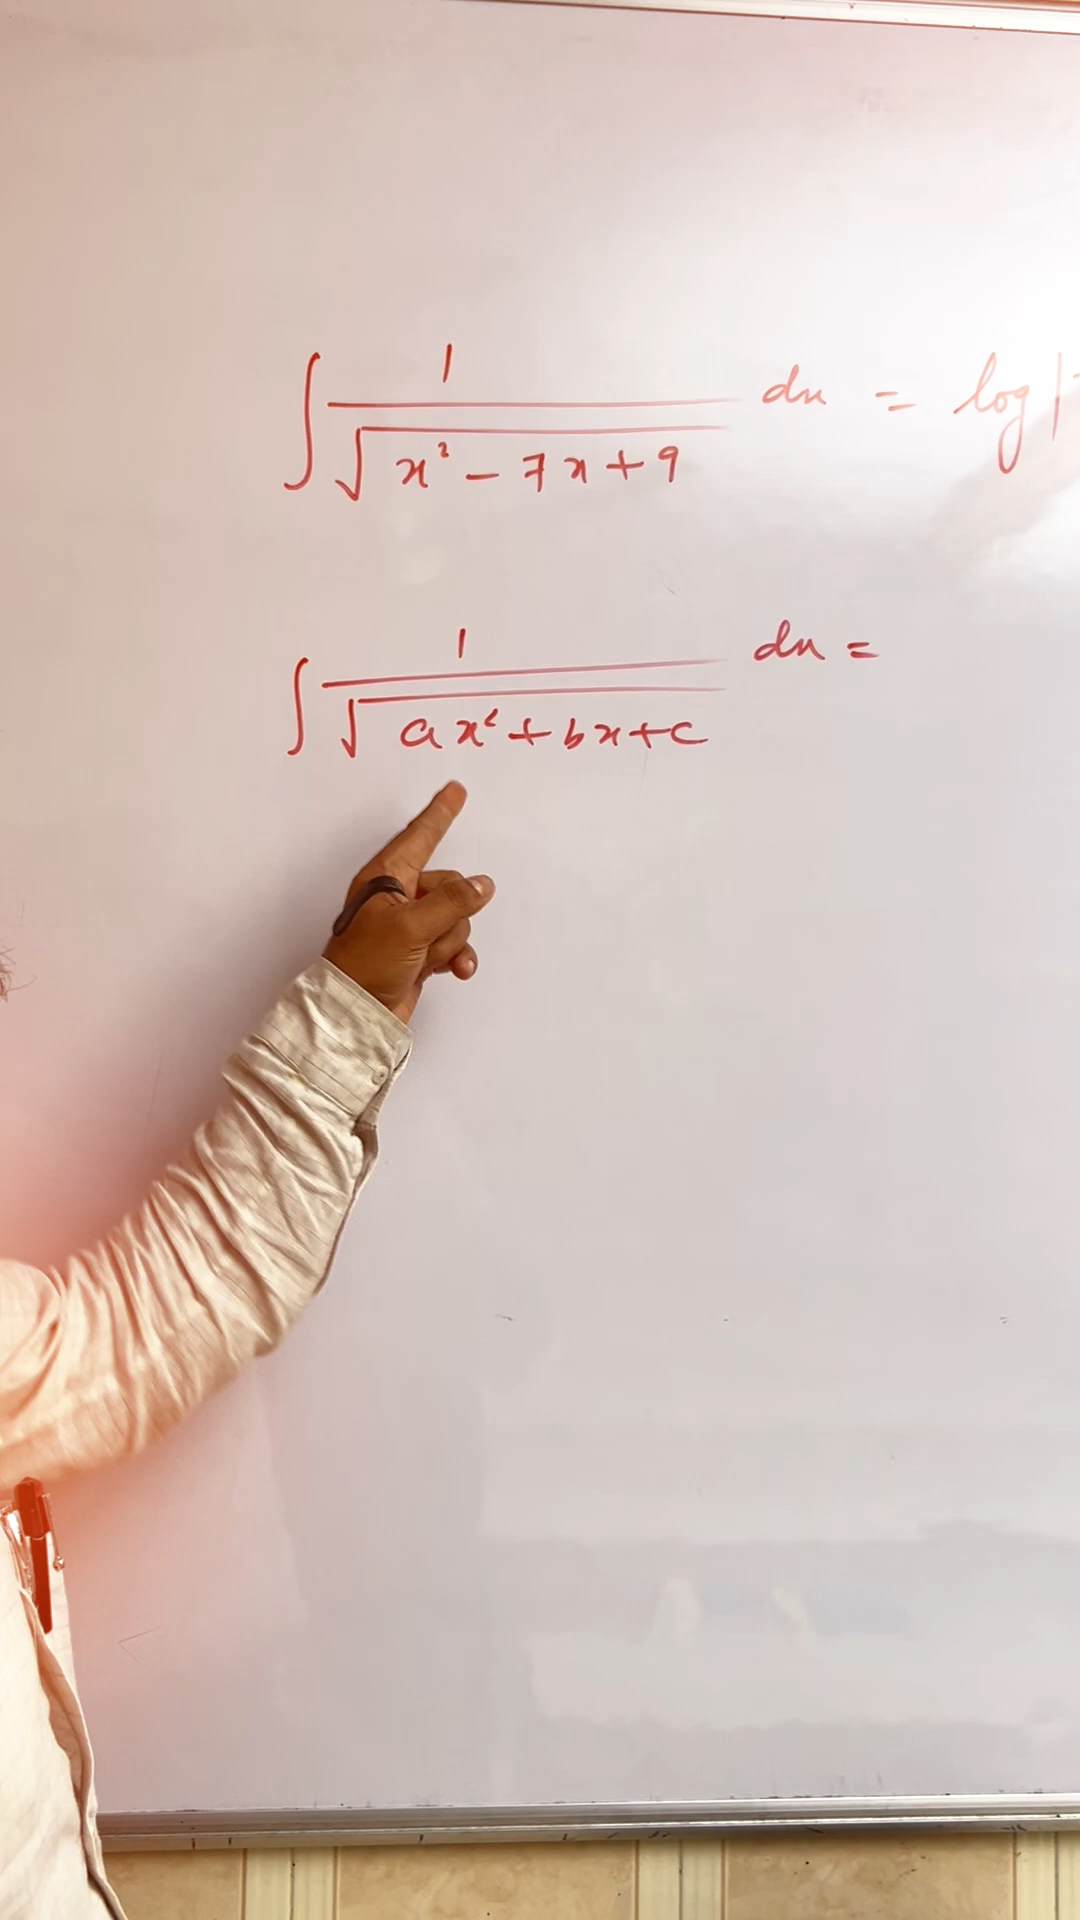 ∫ 1/√(x² - 7x + 9) dx = log |
∫ 1/√(ax² + bx + c) dx =